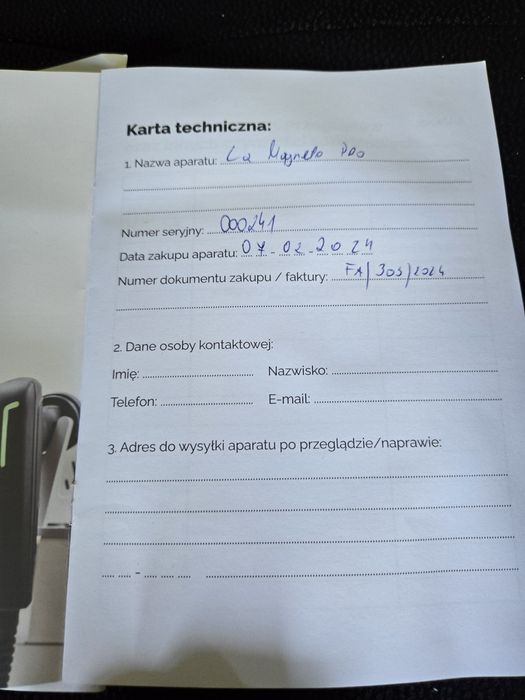 Karta techniczna:
1. Nazwa aparatu: La Magneto Pro
Numer seryjny: 000241
Data zakupu aparatu: 07-02-2024
Numer dokumentu zakupu / faktury: FA/305/2024
2. Dane osoby kontaktowej:
Imię: Nazwisko:
Telefon: E-mail:
3. Adres do wysyłki aparatu po przeglądzie/naprawie:
-